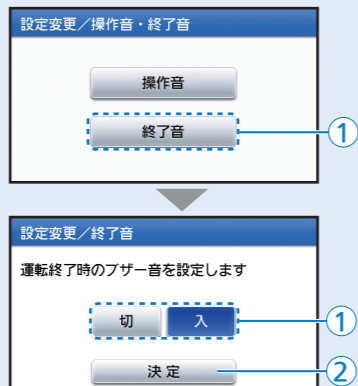 設定変更／操作音・終了音
操作音
終了音
1
設定変更／終了音
運転終了時のブザー音を設定します
切 入
1
決定
2